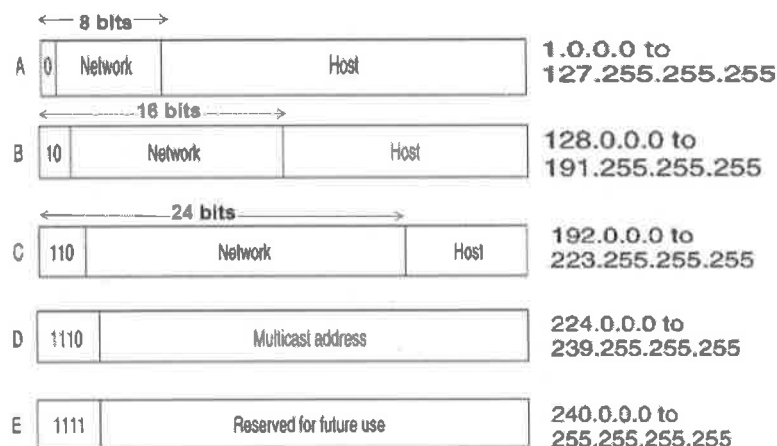 8 bits
A 0 Network Host 1.0.0.0 to
127.255.255.255
16 bits
B 10 Network Host 128.0.0.0 to
191.255.255.255
24 bits
C 110 Network Host 192.0.0.0 to
223.255.255.255
D 1110 Multicast address 224.0.0.0 to
239.255.255.255
E 1111 Reserved for future use 240.0.0.0 to
255.255.255.255